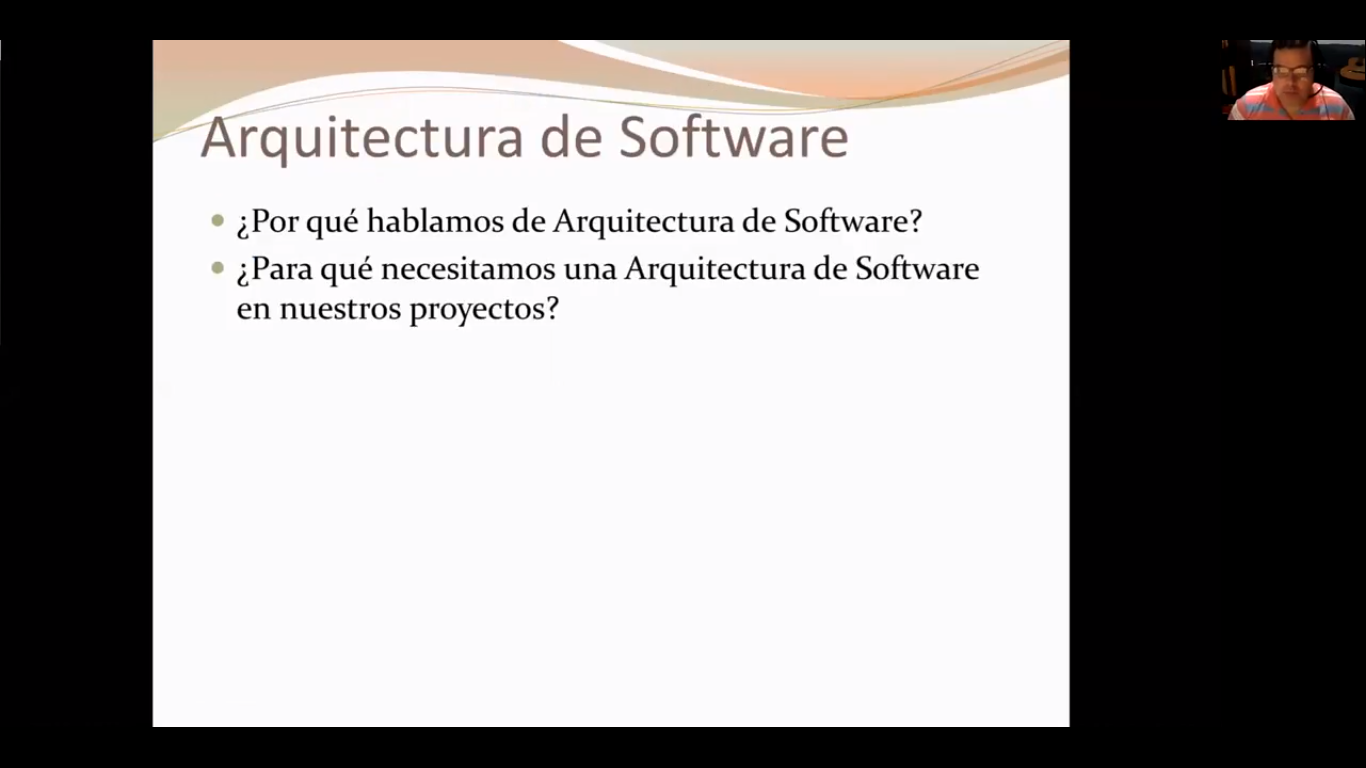 Arquitectura de Software
¿Por qué hablamos de Arquitectura de Software?
¿Para qué necesitamos una Arquitectura de Software
en nuestros proyectos?